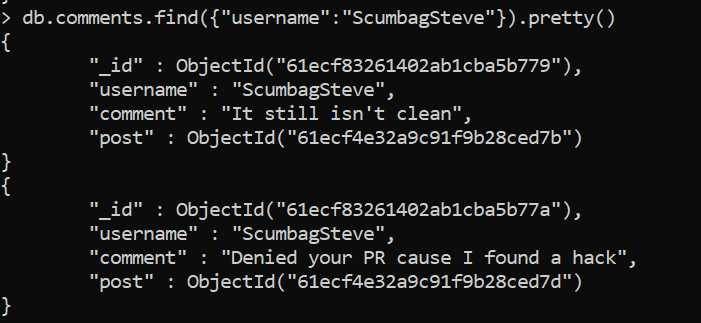 > db.comments.find({"username":"ScumbagSteve"}).pretty()
{
        "_id" : ObjectId("61ecf83261402ab1cba5b779"),
        "username" : "ScumbagSteve",
        "comment" : "It still isn't clean",
        "post" : ObjectId("61ecf4e32a9c91f9b28ced7b")
}
{
        "_id" : ObjectId("61ecf83261402ab1cba5b77a"),
        "username" : "ScumbagSteve",
        "comment" : "Denied your PR cause I found a hack",
        "post" : ObjectId("61ecf4e32a9c91f9b28ced7d")
}